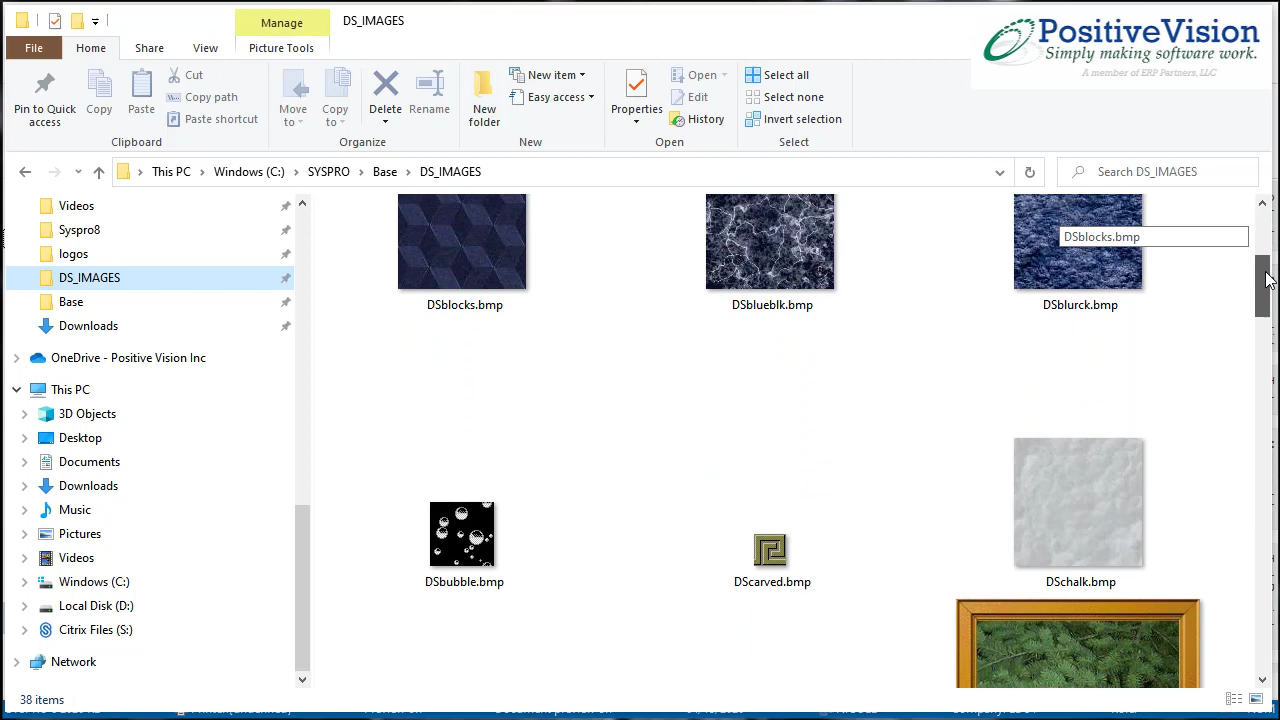 Manage
DS_IMAGES
File
Home
Share
View
Picture Tools
PositiveVision
Simply making software work.
A member of ERP Partners, LLC
Pin to Quick access
Copy
Paste
Cut
Copy path
Paste shortcut
Clipboard
Move to
Copy to
Delete
Rename
Organize
New folder
New item
Easy access
New
Properties
Open
Edit
History
Open
Select all
Select none
Invert selection
Select
This PC > Windows (C:) > SYSPRO > Base > DS_IMAGES
Search DS_IMAGES
Videos
Syspro8
logos
DS_IMAGES
Base
Downloads
OneDrive - Positive Vision Inc
This PC
3D Objects
Desktop
Documents
Downloads
Music
Pictures
Videos
Windows (C:)
Local Disk (D:)
Citrix Files (S:)
Network
DSblocks.bmp
DSblocks.bmp
DSblueblk.bmp
DSblurck.bmp
DSbubble.bmp
DScarved.bmp
DSchalk.bmp
38 items